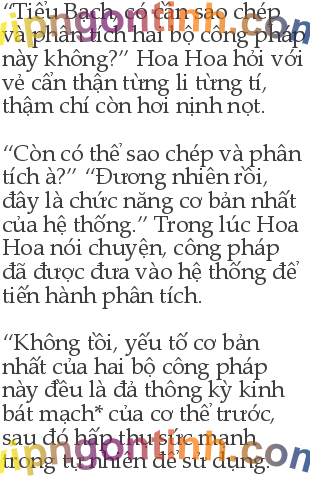 “Tiểu Bạch, có cần sao chép
và phân tích hai bộ công pháp
này không?” Hoa Hoa hỏi với
vẻ cẩn thận từng li từng tí,
thậm chí còn hơi nịnh nọt.
“Còn có thể sao chép và phân
tích à?” “Đương nhiên rồi,
đây là chức năng cơ bản nhất
của hệ thống.” Trong lúc Hoa
Hoa nói chuyện, công pháp
đã được đưa vào hệ thống để
tiến hành phân tích.
“Không tồi, yếu tố cơ bản
nhất của hai bộ công pháp
này đều là đả thông kỳ kinh
bát mạch* của cơ thể trước,
sau đó hấp thu sức mạnh
trong tự nhiên để sử dụng.
vipngontinh.com
vipngontinh.com